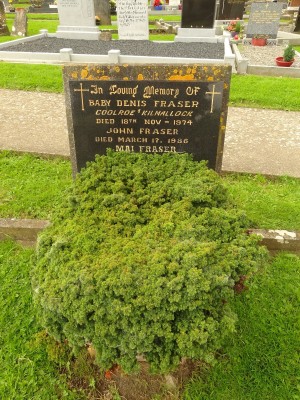 In Loving Memory Of
BABY DENIS FRASER
COOLROE KILMALLOCK
DIED 18TH NOV - 1974
JOHN FRASER
DIED MARCH 17. 1986
MAI FRASER